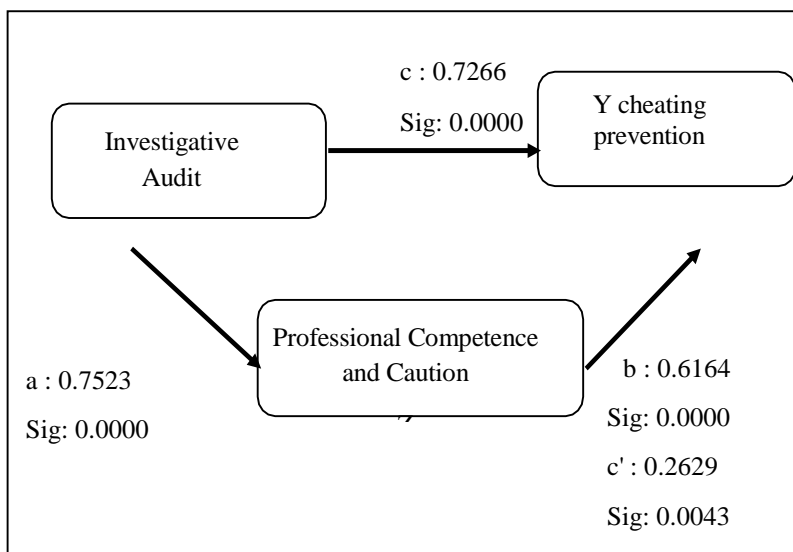 c : 0.7266
Sig: 0.0000
Investigative
Audit
Y cheating
prevention
Professional Competence
and Caution
a : 0.7523
Sig: 0.0000
b : 0.6164
Sig: 0.0000
c' : 0.2629
Sig: 0.0043